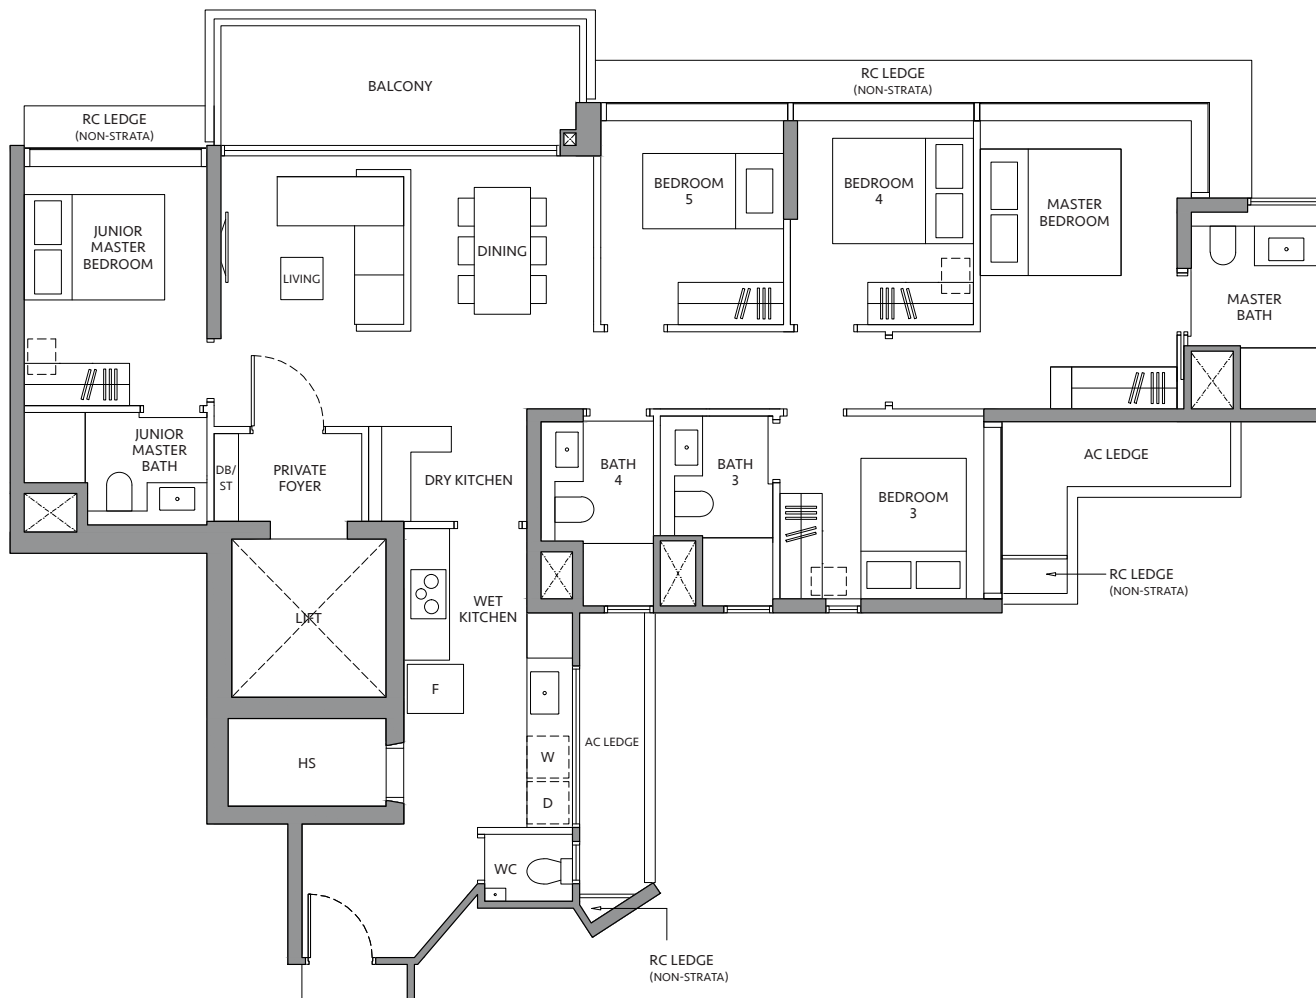 RC LEDGE
(NON-STRATA)
BALCONY
RC LEDGE
(NON-STRATA)
JUNIOR
MASTER
BEDROOM
LIVING
DINING
BEDROOM
5
BEDROOM
4
MASTER
BEDROOM
MASTER
BATH
JUNIOR
MASTER
BATH
DB/
ST
PRIVATE
FOYER
DRY KITCHEN
BATH
4
BATH
3
BEDROOM
3
AC LEDGE
RC LEDGE
(NON-STRATA)
LIFT
WET
KITCHEN
F
HS
W
D
AC LEDGE
WC
RC LEDGE
(NON-STRATA)